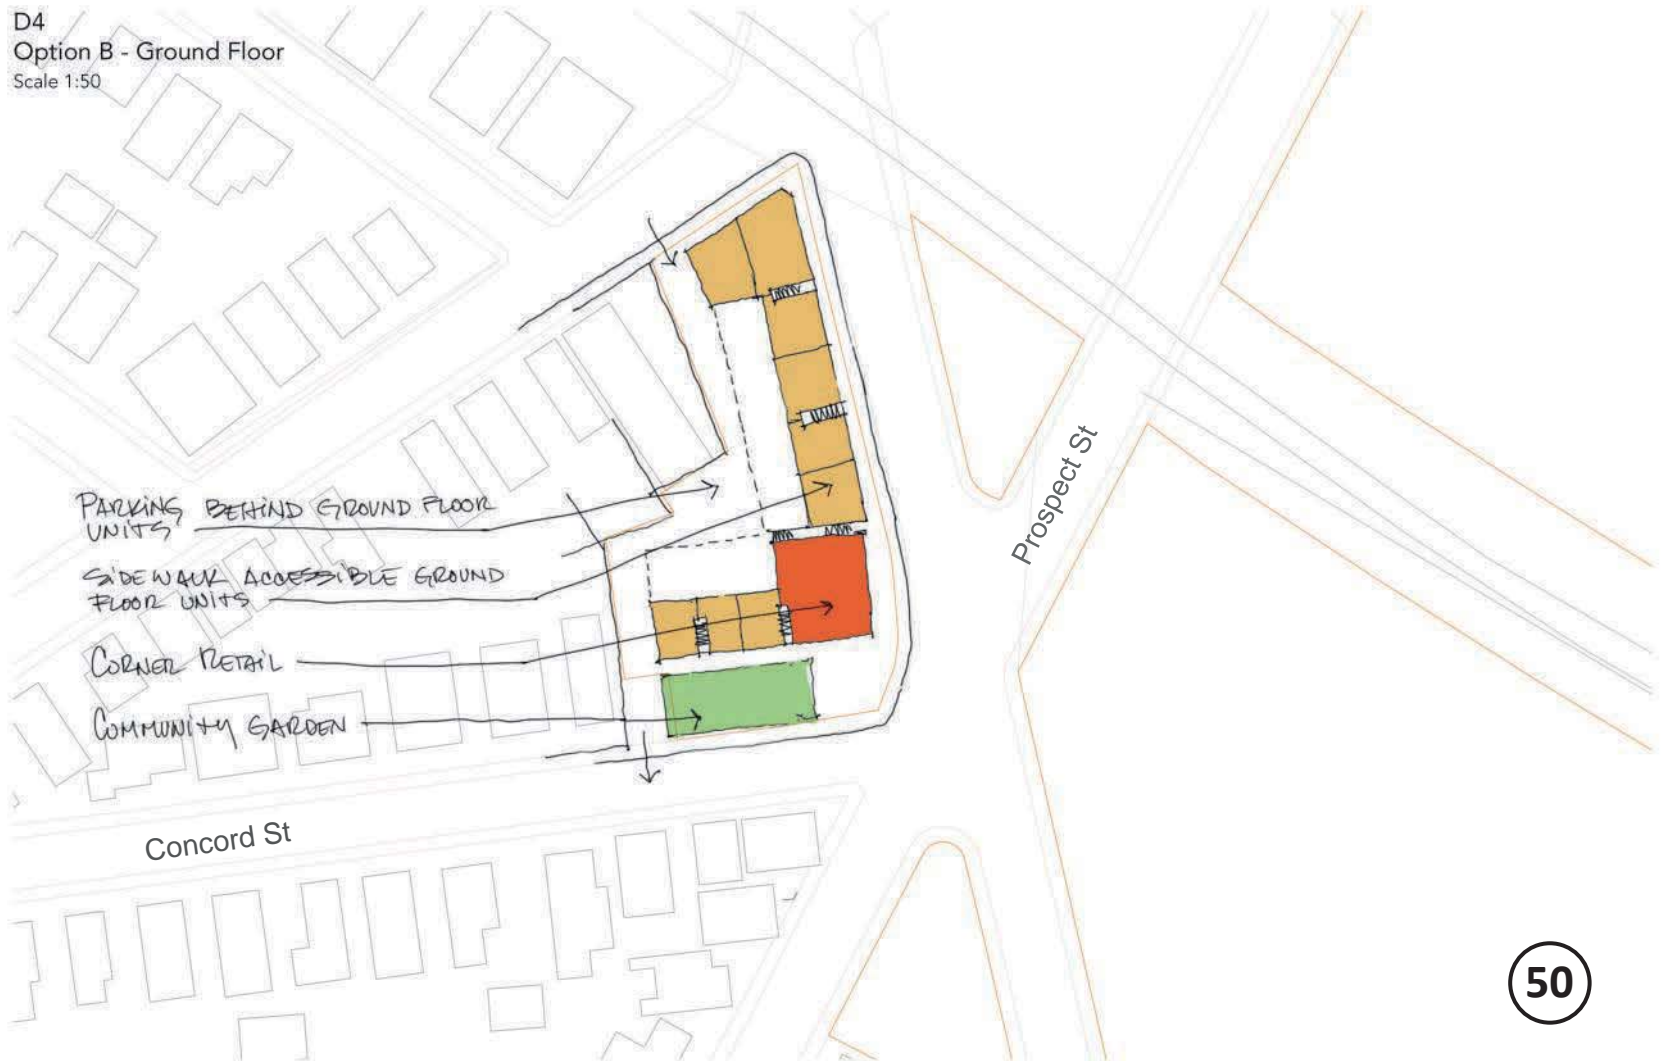 D4
Option B - Ground Floor
Scale 1:50
PARKING BEHIND GROUND FLOOR
UNITS
SIDEWALK ACCESSIBLE GROUND
FLOOR UNITS
CORNER RETAIL
COMMUNITY GARDEN
Concord St
Prospect St
50